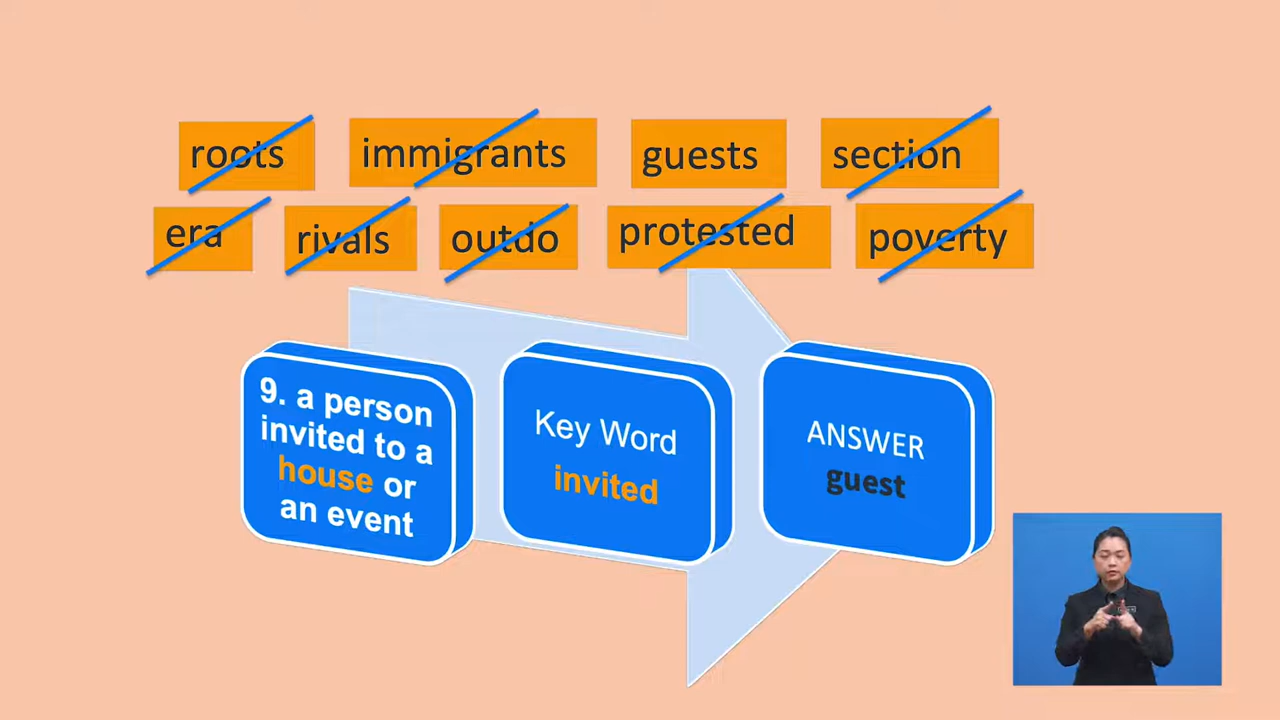 roots immigrants guests section
era rivals outdo protested poverty
9. a person
invited to a
house or
an event
Key Word
invited
ANSWER
guest